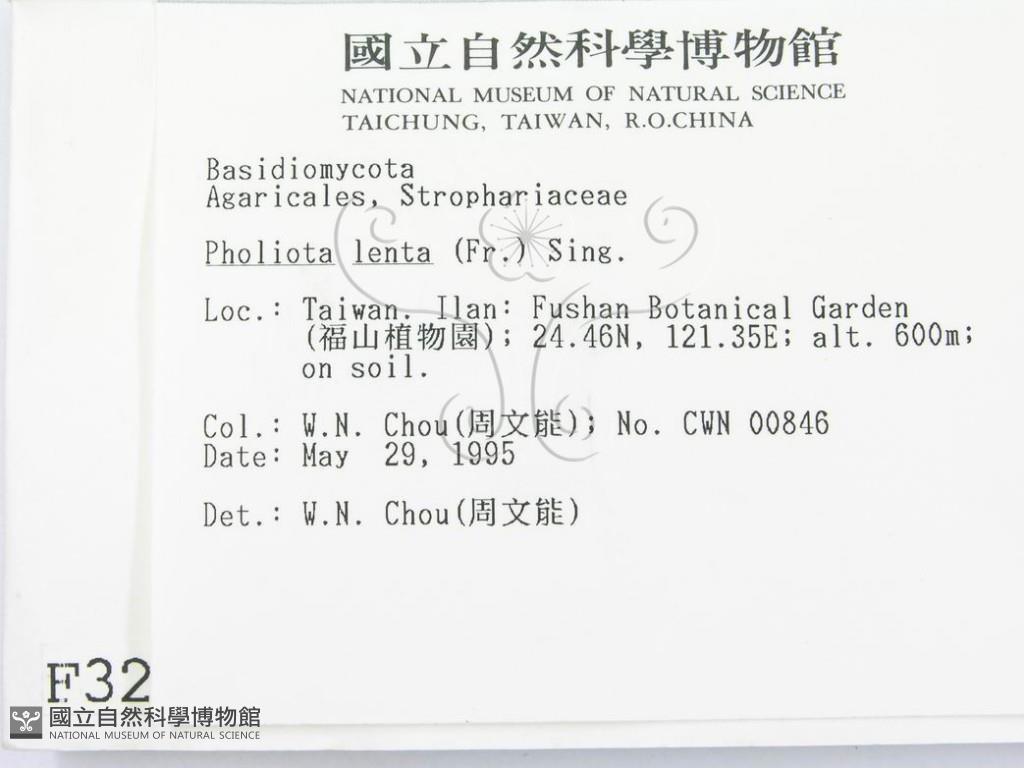 國立自然科學博物館
NATIONAL MUSEUM OF NATURAL SCIENCE
TAICHUNG, TAIWAN, R.O.CHINA
Basidiomycota
Agaricales, Strophariaceae
Pholiota lenta (Fr.) Sing.
Loc.: Taiwan. Ilan: Fushan Botanical Garden
(福山植物園); 24.46N, 121.35E; alt. 600m;
on soil.
Col.: W.N. Chou(周文能); No. CWN 00846
Date: May 29, 1995
Det.: W.N. Chou(周文能)
F32
國立自然科學博物館
NATIONAL MUSEUM OF NATURAL SCIENCE